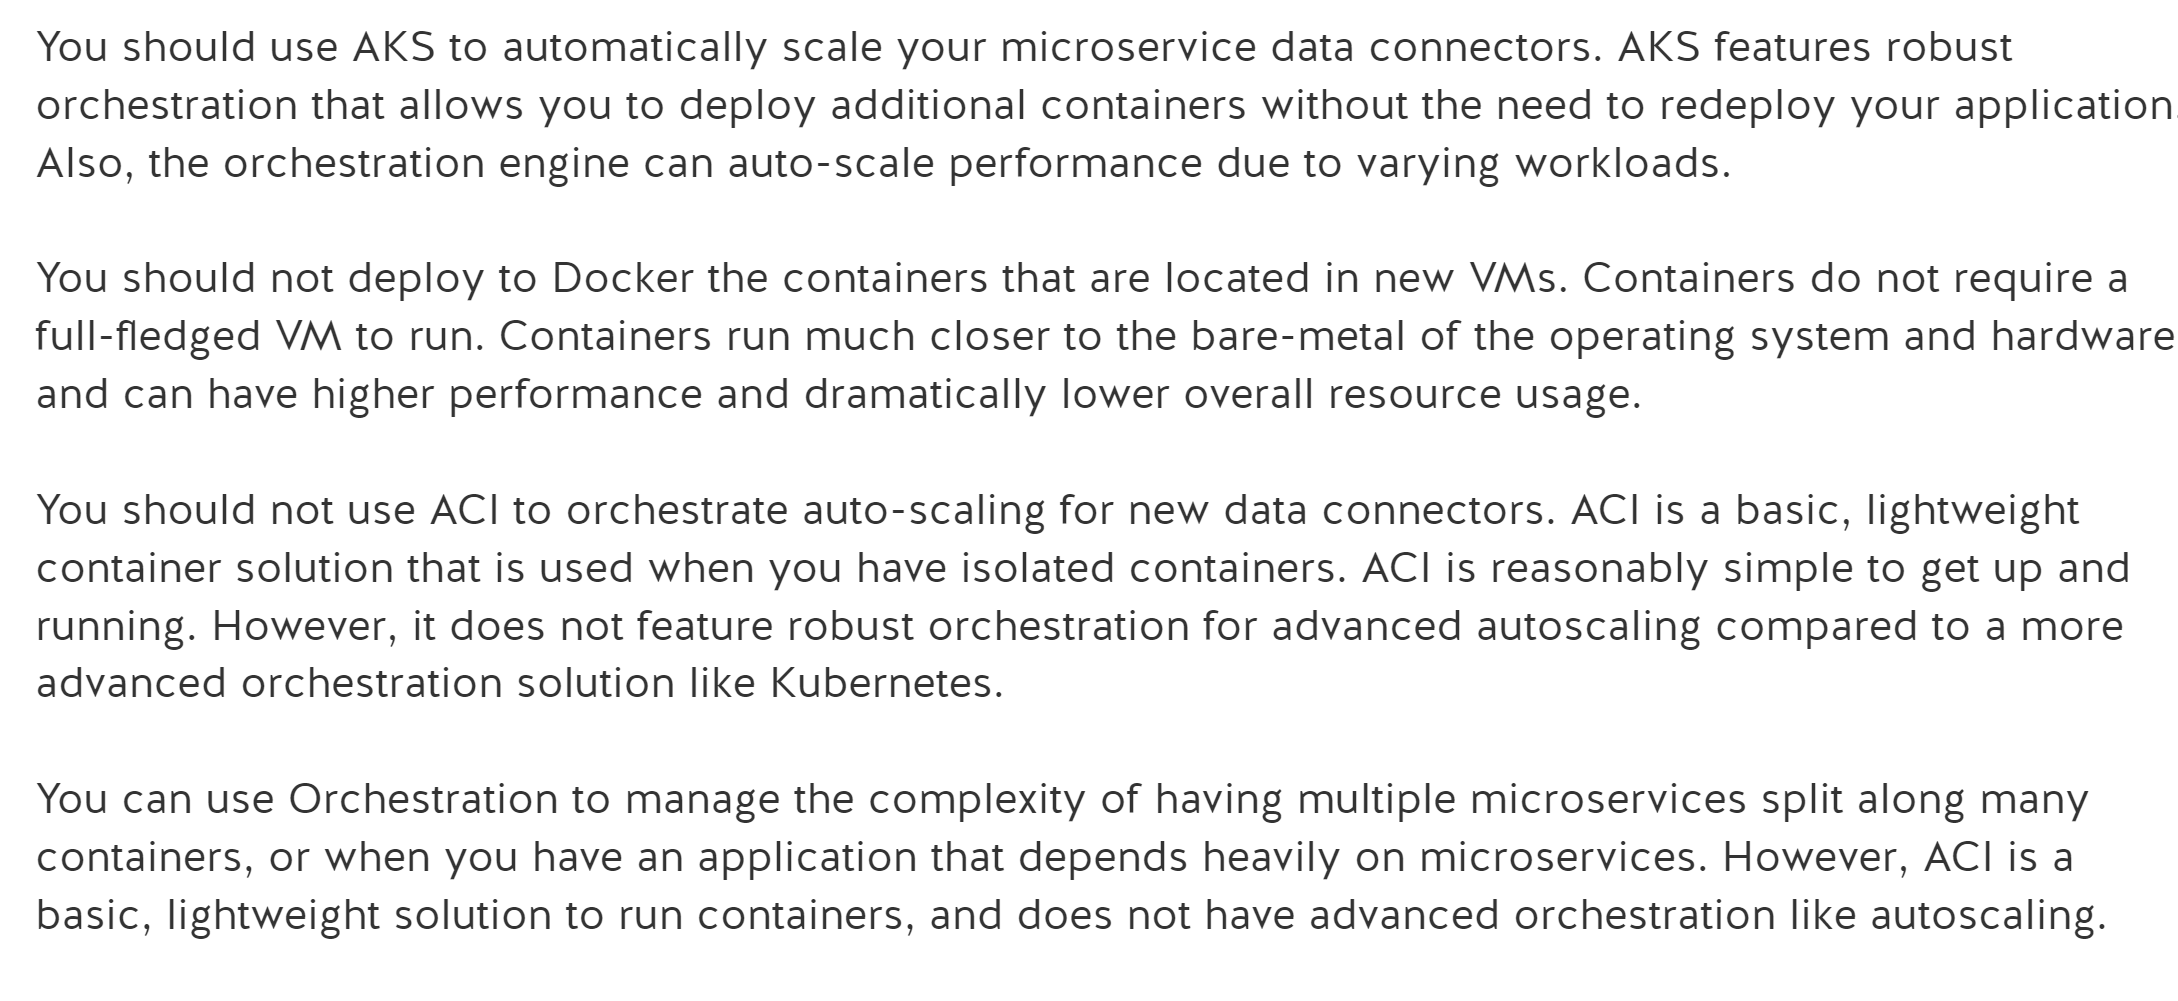 You should use AKS to automatically scale your microservice data connectors. AKS features robust
orchestration that allows you to deploy additional containers without the need to redeploy your application.
Also, the orchestration engine can auto-scale performance due to varying workloads.
You should not deploy to Docker the containers that are located in new VMs. Containers do not require a
full-fledged VM to run. Containers run much closer to the bare-metal of the operating system and hardware
and can have higher performance and dramatically lower overall resource usage.
You should not use ACI to orchestrate auto-scaling for new data connectors. ACI is a basic, lightweight
container solution that is used when you have isolated containers. ACI is reasonably simple to get up and
running. However, it does not feature robust orchestration for advanced autoscaling compared to a more
advanced orchestration solution like Kubernetes.
You can use Orchestration to manage the complexity of having multiple microservices split along many
containers, or when you have an application that depends heavily on microservices. However, ACI is a
basic, lightweight solution to run containers, and does not have advanced orchestration like autoscaling.